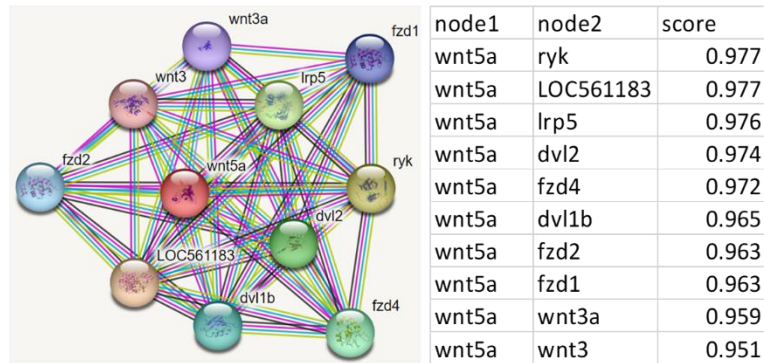 wnt3a
fzd1
wnt3
lrp5
fzd2
wnt5a
ryk
dvl2
LOC561183
dvl1b
fzd4
node1 node2 score
wnt5a ryk 0.977
wnt5a LOC561183 0.977
wnt5a lrp5 0.976
wnt5a dvl2 0.974
wnt5a fzd4 0.972
wnt5a dvl1b 0.965
wnt5a fzd2 0.963
wnt5a fzd1 0.963
wnt5a wnt3a 0.959
wnt5a wnt3 0.951